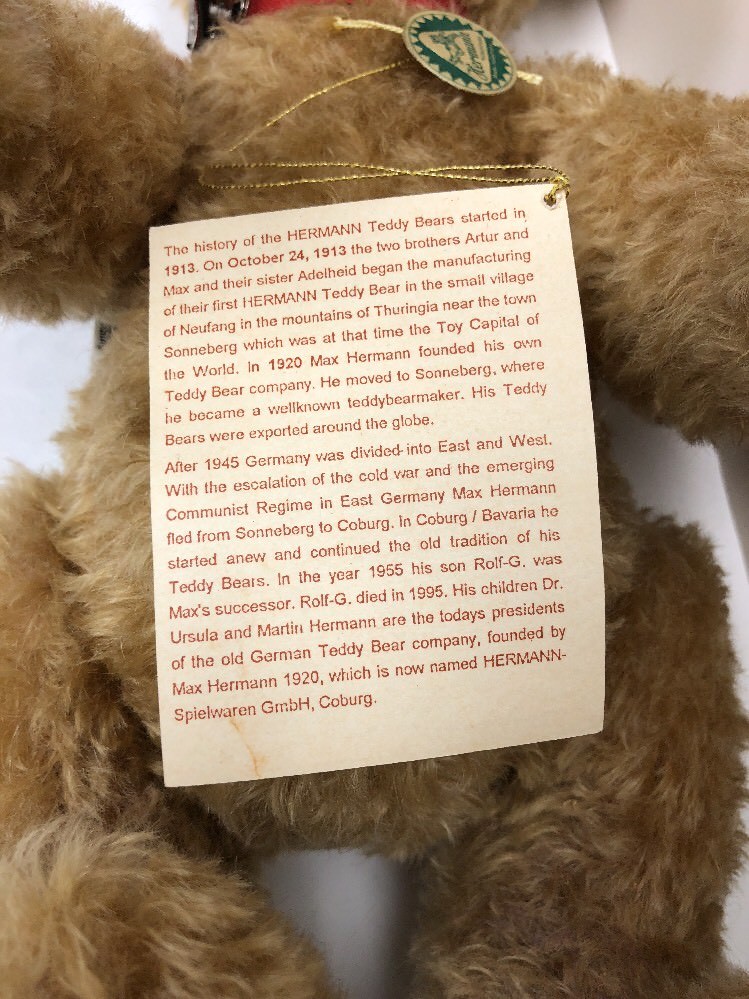 Hermann
The history of the HERMANN Teddy Bears started in
1913. On October 24, 1913 the two brothers Artur and
Max and their sister Adelheid began the manufacturing
of their first HERMANN Teddy Bear in the small village
of Neufang in the mountains of Thuringia near the town
Sonneberg which was at that time the Toy Capital of
the World. In 1920 Max Hermann founded his own
Teddy Bear company. He moved to Sonneberg, where
he became a wellknown teddybearmaker. His Teddy
Bears were exported around the globe.
After 1945 Germany was divided into East and West.
With the escalation of the cold war and the emerging
Communist Regime in East Germany Max Hermann
fled from Sonneberg to Coburg. In Coburg / Bavaria he
started anew and continued the old tradition of his
Teddy Bears. In the year 1955 his son Rolf-G. was
Max's successor. Rolf-G. died in 1995. His children Dr.
Ursula and Martin Hermann are the todays presidents
of the old German Teddy Bear company, founded by
Max Hermann 1920, which is now named HERMANN-
Spielwaren GmbH, Coburg.